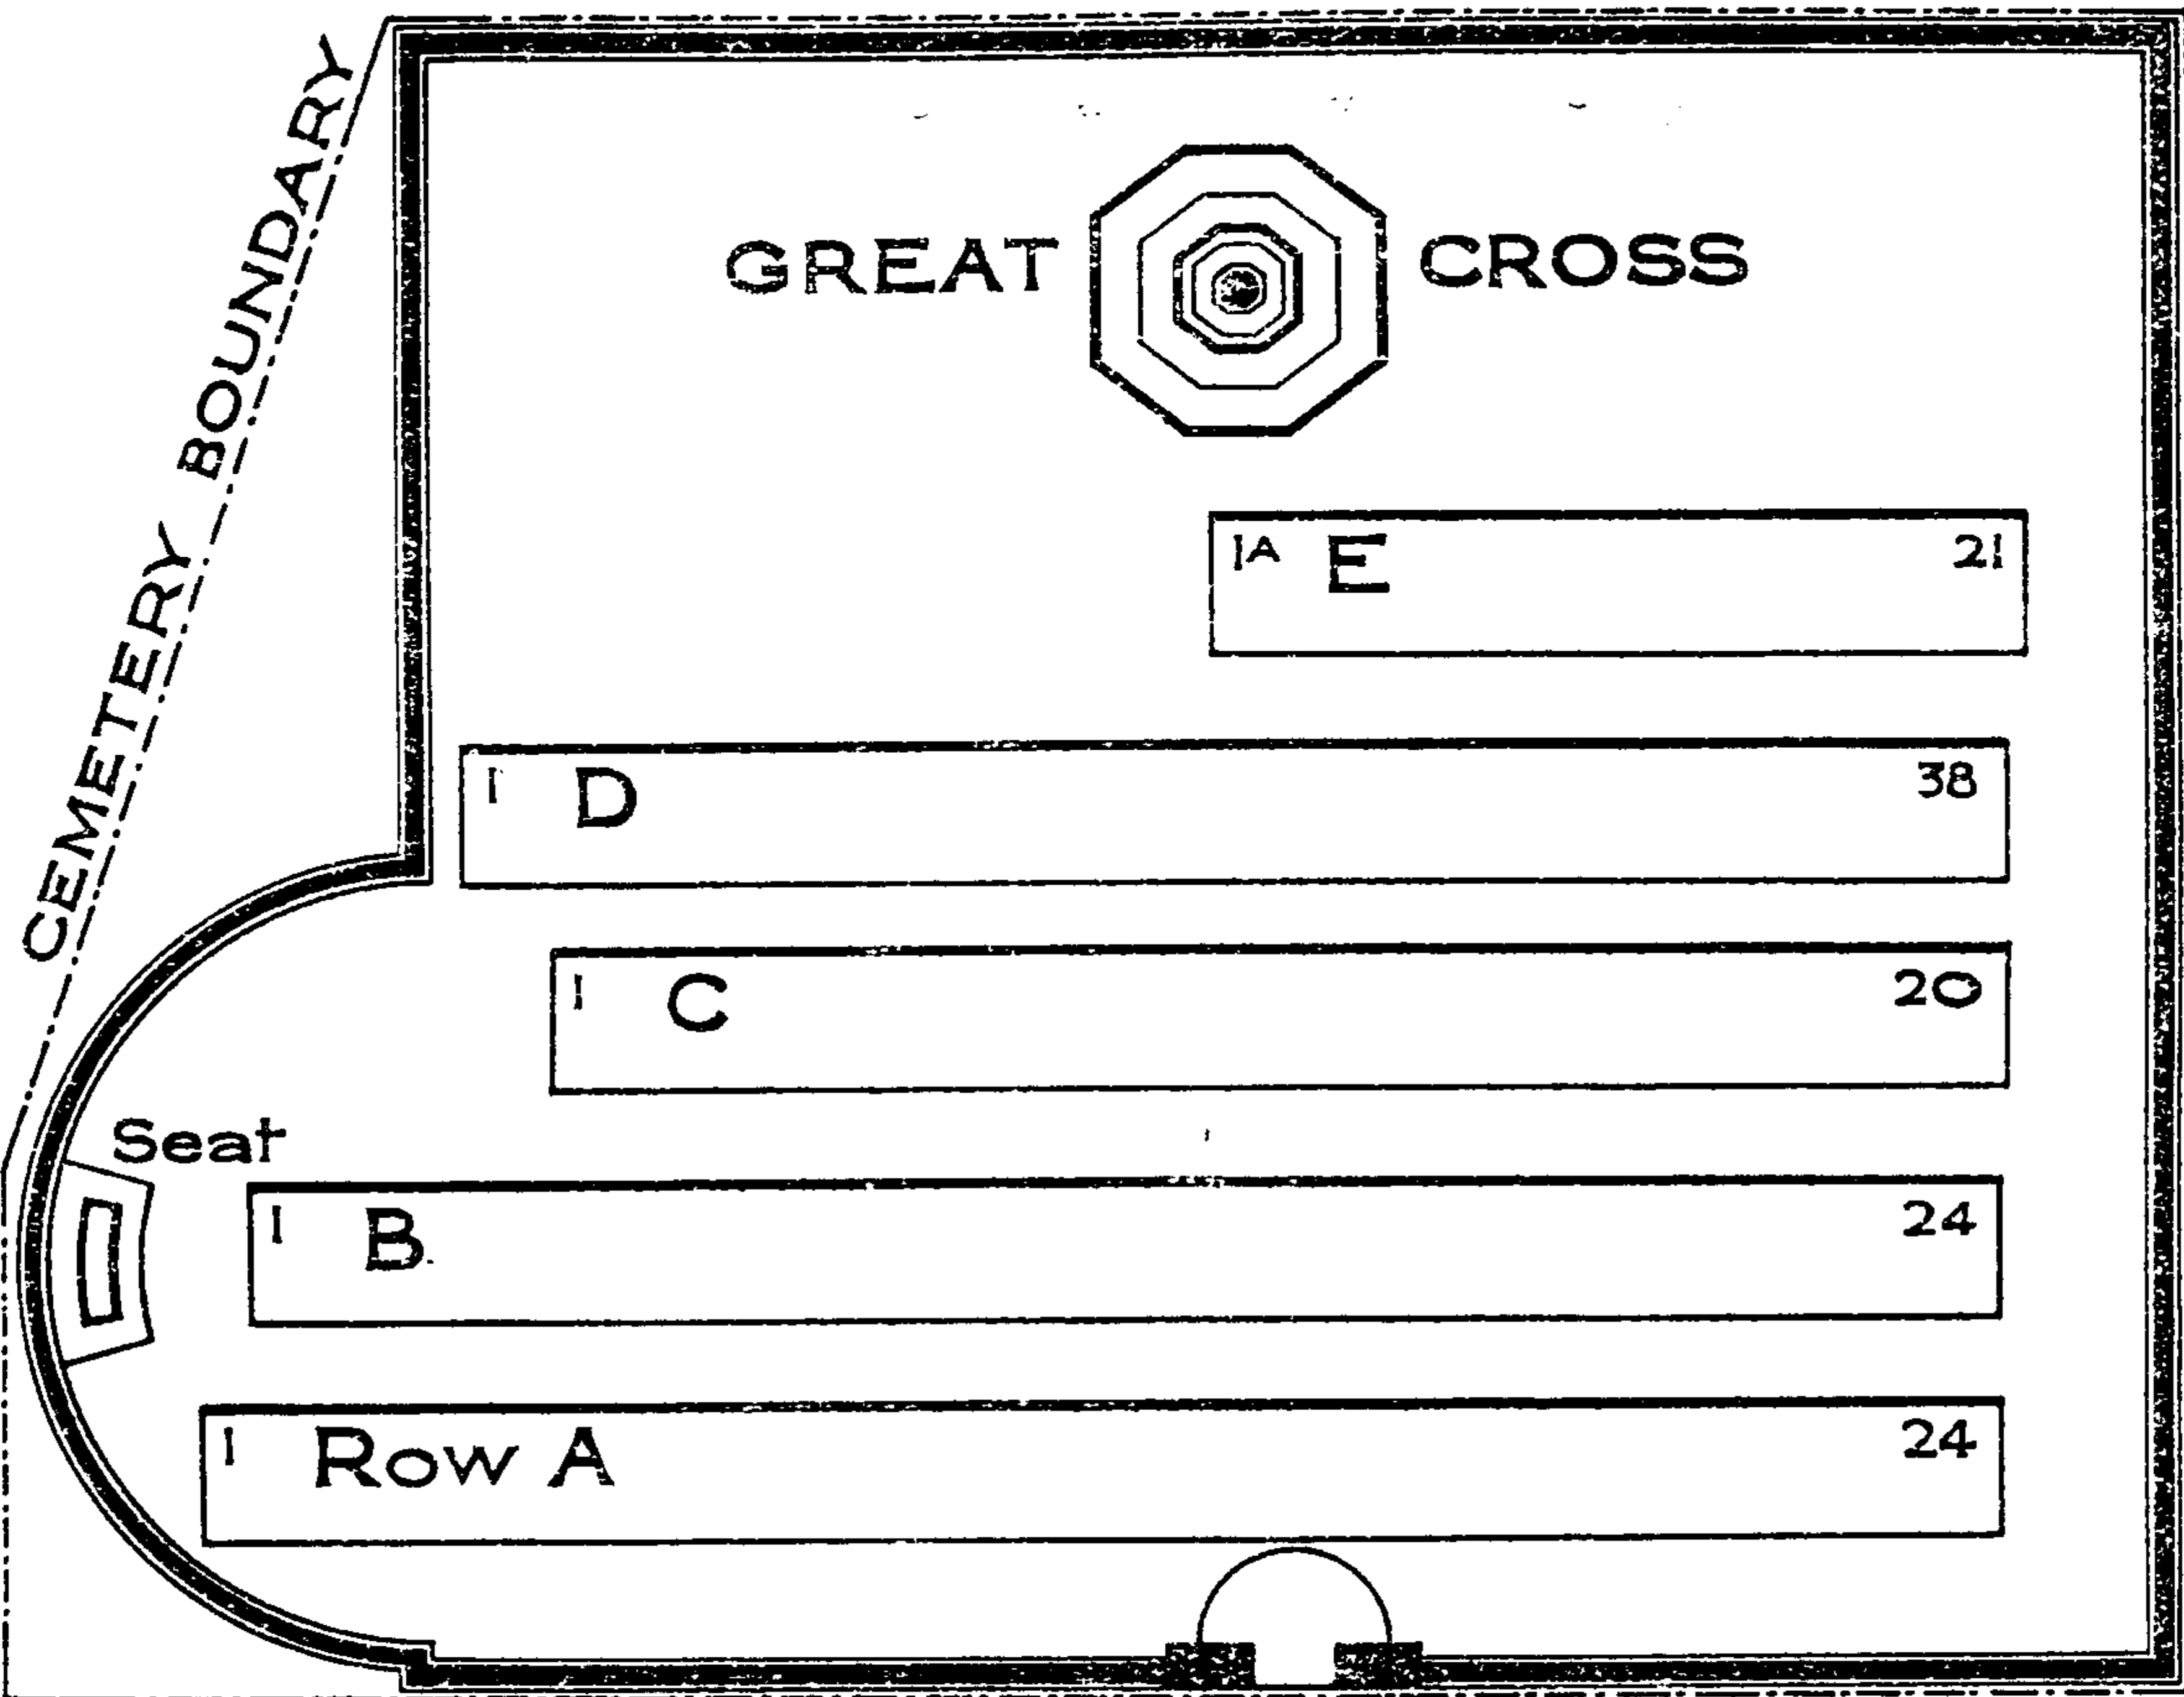 CEMETERY BOUNDARY
GREAT CROSS
1A E 21
1 D 38
1 C 20
Seat
1 B 24
1 Row A 24